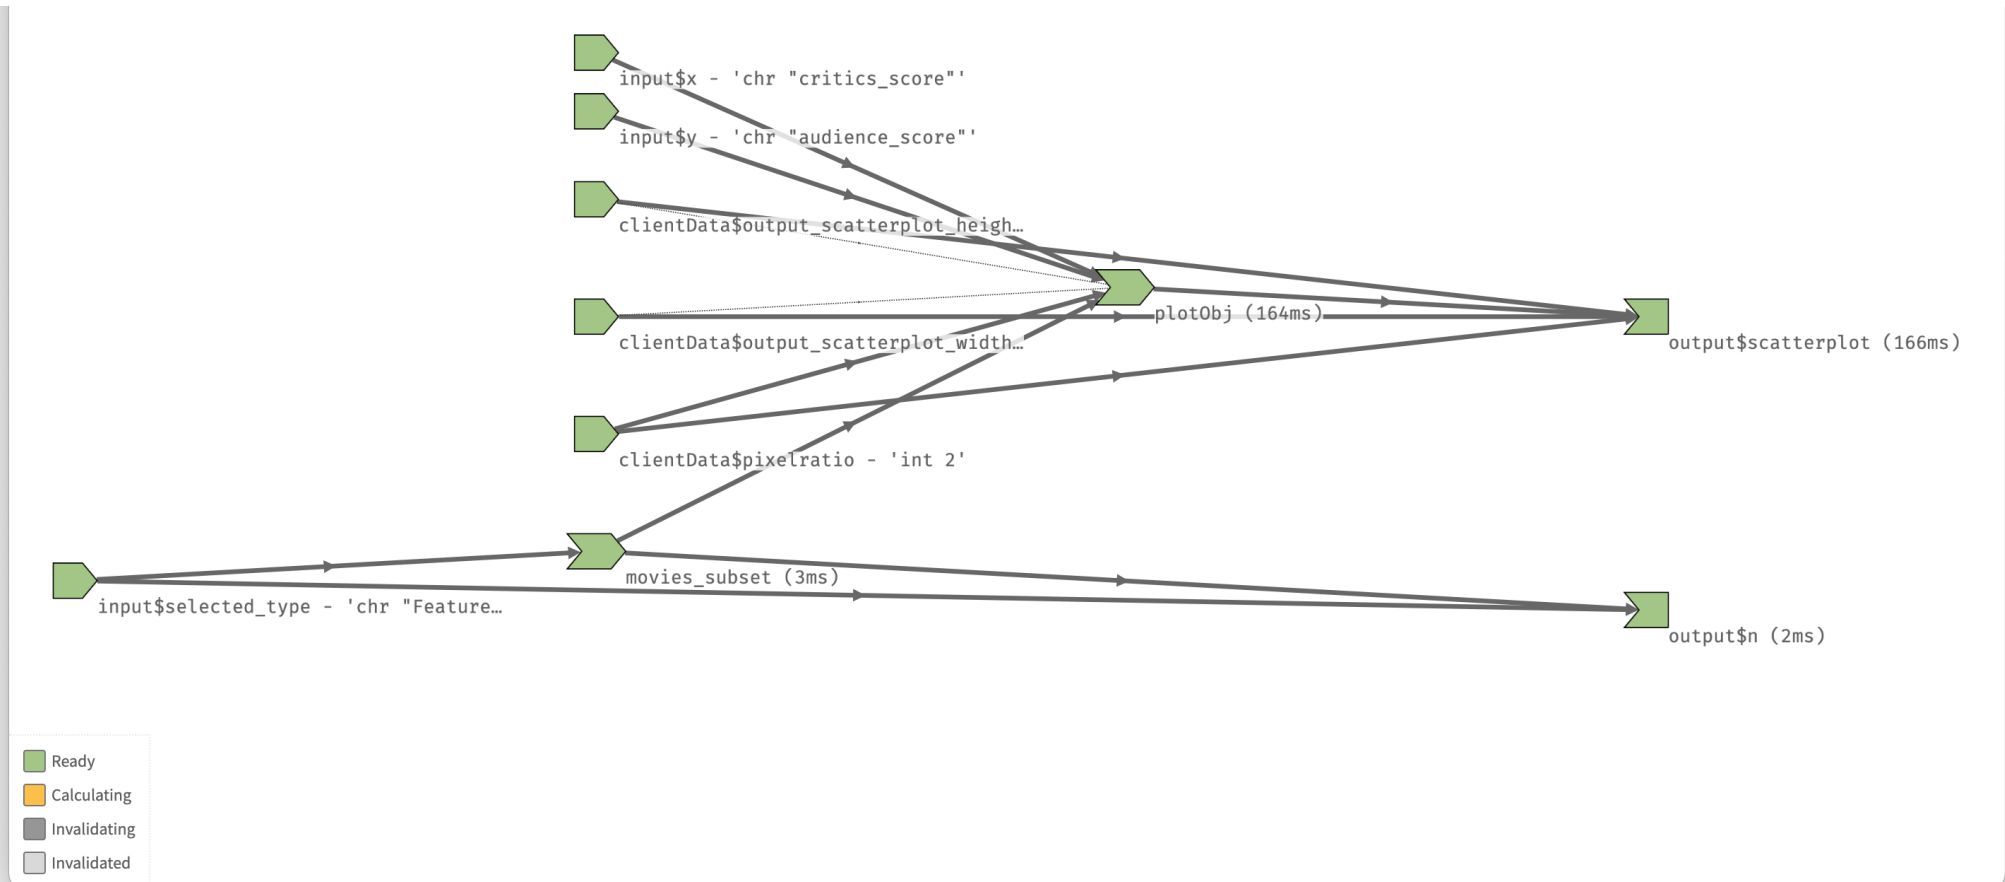 input$x - 'chr "critics_score"'
input$y - 'chr "audience_score"'
clientData$output_scatterplot_heigh…
plotObj (164ms)
clientData$output_scatterplot_width…
output$scatterplot (166ms)
clientData$pixelratio - 'int 2'
movies_subset (3ms)
input$selected_type - 'chr "Feature…
output$n (2ms)
Ready
Calculating
Invalidating
Invalidated